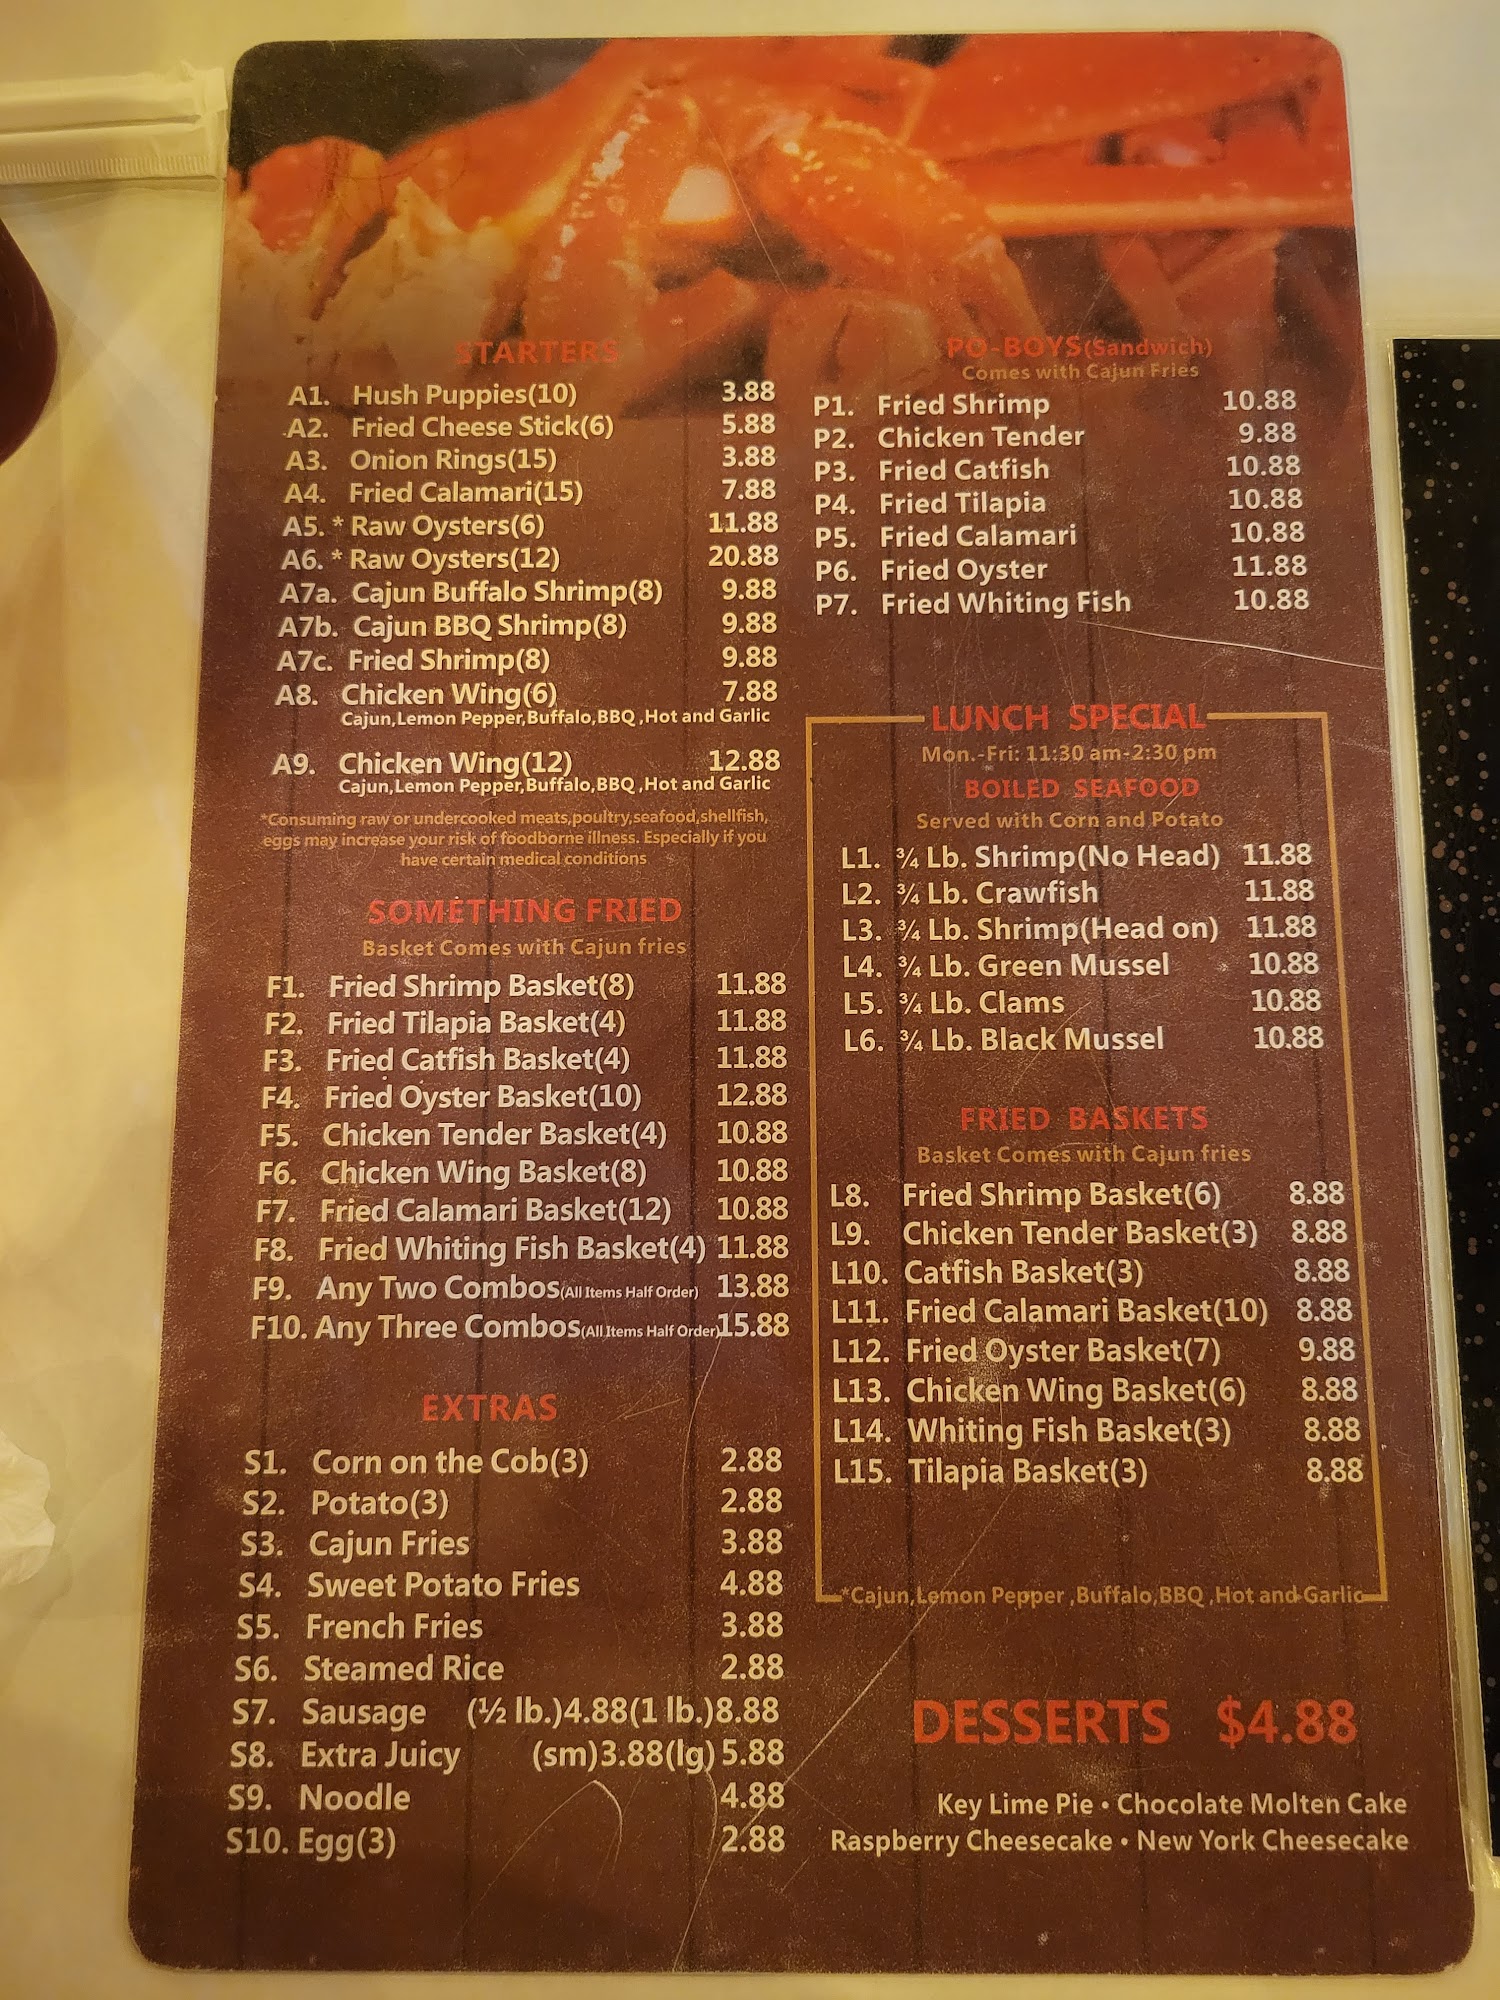 STARTERS
A1. Hush Puppies(10) 3.88
A2. Fried Cheese Stick(6) 5.88
A3. Onion Rings(15) 3.88
A4. Fried Calamari(15) 7.88
A5. * Raw Oysters(6) 11.88
A6. * Raw Oysters(12) 20.88
A7a. Cajun Buffalo Shrimp(8) 9.88
A7b. Cajun BBQ Shrimp(8) 9.88
A7c. Fried Shrimp(8) 9.88
A8. Chicken Wing(6) 7.88
Cajun,Lemon Pepper,Buffalo,BBQ ,Hot and Garlic
A9. Chicken Wing(12) 12.88
Cajun,Lemon Pepper,Buffalo,BBQ ,Hot and Garlic
*Consuming raw or undercooked meats,poultry,seafood,shellfish,
eggs may increase your risk of foodborne illness. Especially if you
have certain medical conditions
SOMETHING FRIED
Basket Comes with Cajun fries
F1. Fried Shrimp Basket(8) 11.88
F2. Fried Tilapia Basket(4) 11.88
F3. Fried Catfish Basket(4) 11.88
F4. Fried Oyster Basket(10) 12.88
F5. Chicken Tender Basket(4) 10.88
F6. Chicken Wing Basket(8) 10.88
F7. Fried Calamari Basket(12) 10.88
F8. Fried Whiting Fish Basket(4) 11.88
F9. Any Two Combos(All Items Half Order) 13.88
F10. Any Three Combos(All Items Half Order) 15.88
EXTRAS
S1. Corn on the Cob(3) 2.88
S2. Potato(3) 2.88
S3. Cajun Fries 3.88
S4. Sweet Potato Fries 4.88
S5. French Fries 3.88
S6. Steamed Rice 2.88
S7. Sausage (½ lb.)4.88(1 lb.)8.88
S8. Extra Juicy (sm)3.88(lg) 5.88
S9. Noodle 4.88
S10. Egg(3) 2.88
PO-BOYS(Sandwich)
Comes with Cajun Fries
P1. Fried Shrimp 10.88
P2. Chicken Tender 9.88
P3. Fried Catfish 10.88
P4. Fried Tilapia 10.88
P5. Fried Calamari 10.88
P6. Fried Oyster 11.88
P7. Fried Whiting Fish 10.88
LUNCH SPECIAL
Mon.-Fri: 11:30 am-2:30 pm
BOILED SEAFOOD
Served with Corn and Potato
L1. ¾ Lb. Shrimp(No Head) 11.88
L2. ¾ Lb. Crawfish 11.88
L3. ¾ Lb. Shrimp(Head on) 11.88
L4. ¾ Lb. Green Mussel 10.88
L5. ¾ Lb. Clams 10.88
L6. ¾ Lb. Black Mussel 10.88
FRIED BASKETS
Basket Comes with Cajun fries
L8. Fried Shrimp Basket(6) 8.88
L9. Chicken Tender Basket(3) 8.88
L10. Catfish Basket(3) 8.88
L11. Fried Calamari Basket(10) 8.88
L12. Fried Oyster Basket(7) 9.88
L13. Chicken Wing Basket(6) 8.88
L14. Whiting Fish Basket(3) 8.88
L15. Tilapia Basket(3) 8.88
*Cajun,Lemon Pepper ,Buffalo,BBQ ,Hot and Garlic
DESSERTS $4.88
Key Lime Pie • Chocolate Molten Cake
Raspberry Cheesecake • New York Cheesecake